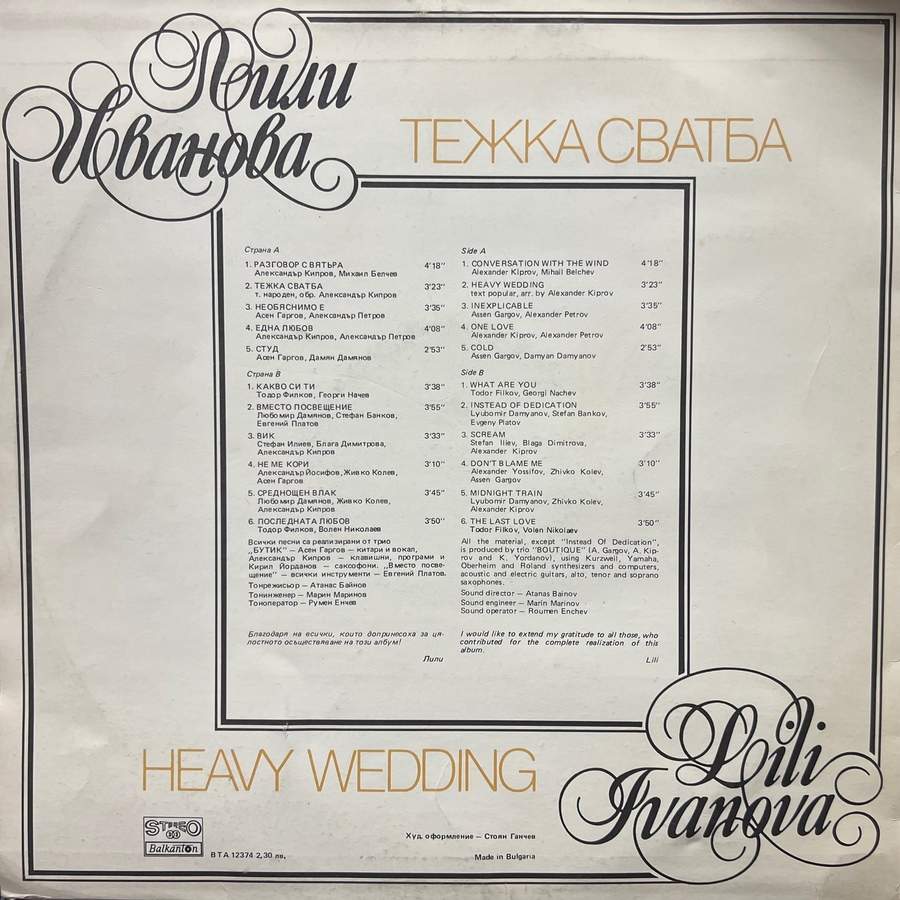 Лили
Иванова
ТЕЖКА СВАТБА
Страна А
1. РАЗГОВОР С ВЯТЪРА 4'18"
Александър Кипров, Михаил Белчев
2. ТЕЖКА СВАТБА 3'23"
т. народен, обр. Александър Кипров
3. НЕОБЯСНИМО Е 3'35"
Асен Гаргов, Александър Петров
4. ЕДНА ЛЮБОВ 4'08"
Александър Кипров, Александър Петров
5. СТУД 2'53"
Асен Гаргов, Дамян Дамянов
Страна В
1. КАКВО СИ ТИ 3'38"
Тодор Филков, Георги Начев
2. ВМЕСТО ПОСВЕЩЕНИЕ 3'55"
Любомир Дамянов, Стефан Банков,
Евгений Платов
3. ВИК 3'33"
Стефан Илиев, Блага Димитрова,
Александър Кипров
4. НЕ МЕ КОРИ 3'10"
Александър Йосифов, Живко Колев,
Асен Гаргов
5. СРЕДНОЩЕН ВЛАК 3'45"
Любомир Дамянов, Живко Колев,
Александър Кипров
6. ПОСЛЕДНАТА ЛЮБОВ 3'50"
Тодор Филков, Волен Николаев
Всички песни са реализирани от трио
„БУТИК" – Асен Гаргов – китари и вокал,
Александър Кипров – клавишни, програми и
Кирил Йорданов – саксофони. „Вместо посве-
щение" – всички инструменти – Евгений Платов.
Тонрежисьор – Атанас Байнов
Тонинженер – Марин Маринов
Тоноператор – Румен Енчев
Благодаря на всички, които допринесоха за ця-
лостното осъществяване на този албум!
Лили
Side A
1. CONVERSATION WITH THE WIND 4'18"
Alexander Kiprov, Mihail Belchev
2. HEAVY WEDDING 3'23"
text popular, arr. by Alexander Kiprov
3. INEXPLICABLE 3'35"
Assen Gargov, Alexander Petrov
4. ONE LOVE 4'08"
Alexander Kiprov, Alexander Petrov
5. COLD 2'53"
Assen Gargov, Damyan Damyanov
Side B
1. WHAT ARE YOU 3'38"
Todor Filkov, Georgi Nachev
2. INSTEAD OF DEDICATION 3'55"
Lyubomir Damyanov, Stefan Bankov,
Evgeny Platov
3. SCREAM 3'33"
Stefan Iliev, Blaga Dimitrova,
Alexander Kiprov
4. DON'T BLAME ME 3'10"
Alexander Yossifov, Zhivko Kolev,
Assen Gargov
5. MIDNIGHT TRAIN 3'45"
Lyubomir Damyanov, Zhivko Kolev,
Alexander Kiprov
6. THE LAST LOVE 3'50"
Todor Filkov, Volen Nikolaev
All the material, except "Instead Of Dedication",
is produced by trio "BOUTIQUE" (A. Gargov, A. Kip-
rov and K. Yordanov), using Kurzwell, Yamaha,
Oberheim and Roland synthesizers and computers,
acoustic and electric guitars, alto, tenor and soprano
saxophones.
Sound director – Atanas Bainov
Sound engineer – Marin Marinov
Sound operator – Roumen Enchev
I would like to extend my gratitude to all those, who
contributed for the complete realization of this
album.
Lili
HEAVY WEDDING
Lili
Ivanova
STEREO
Balkanton
ВТА 12374 2,30 лв.
Худ. оформление – Стоян Ганчев
Made in Bulgaria